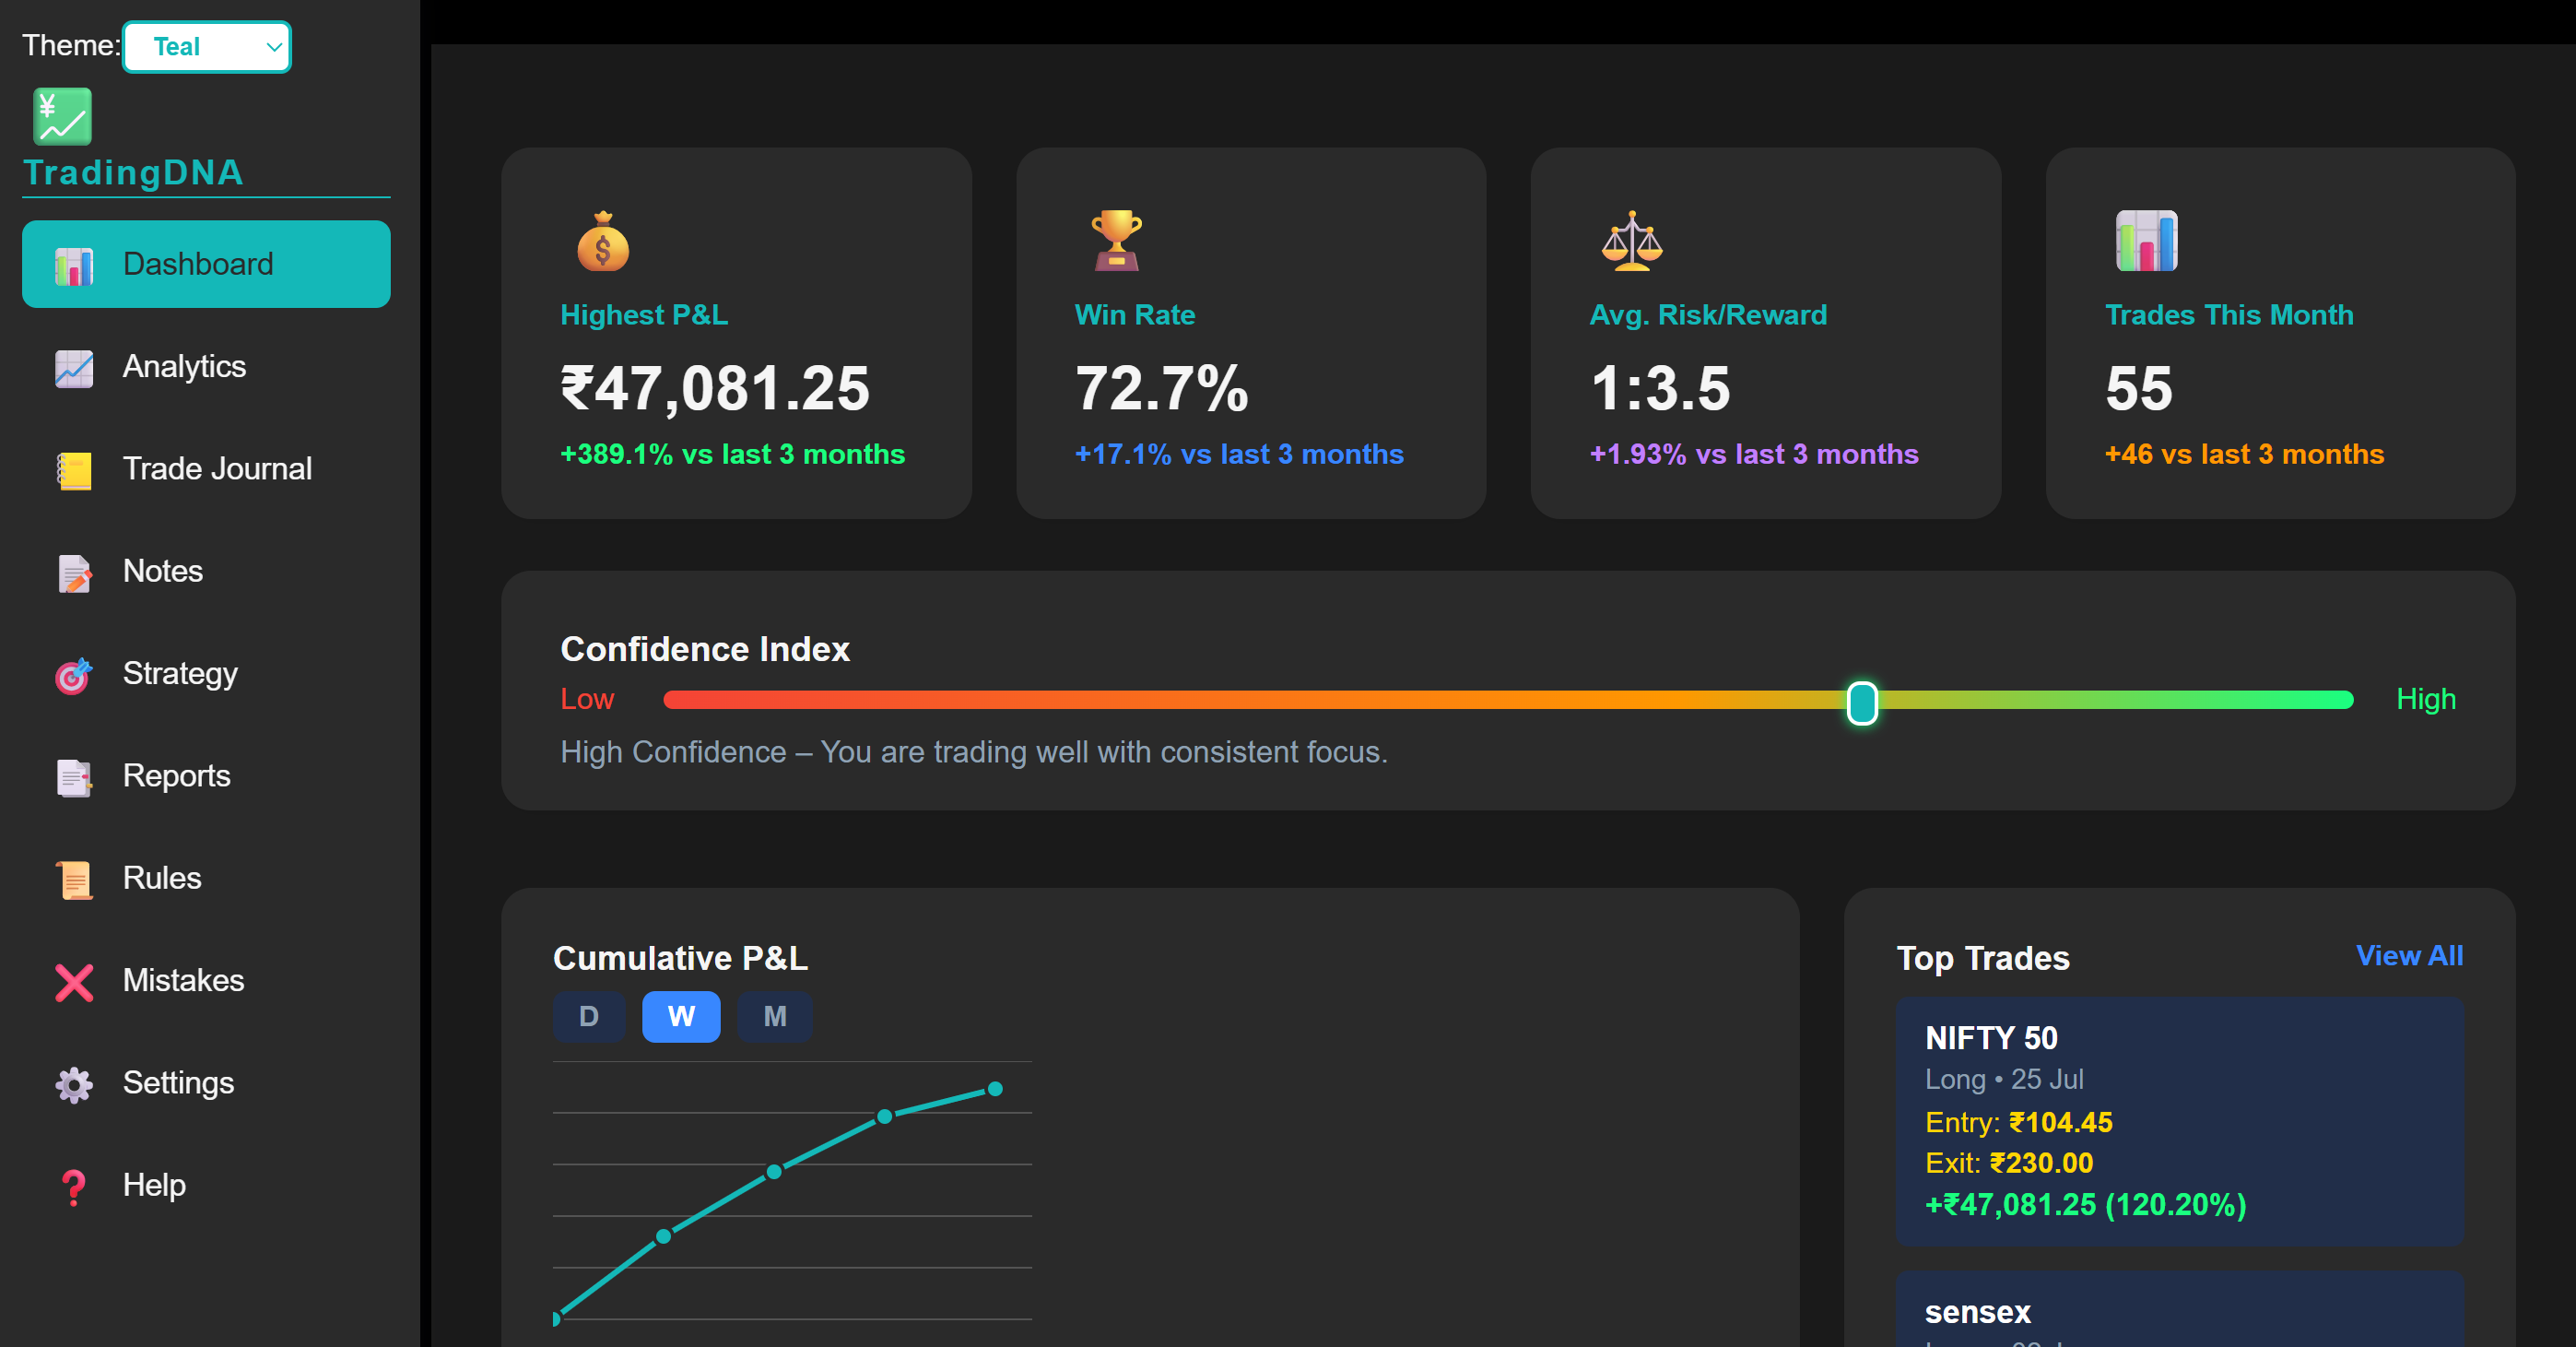 Theme: Teal
TradingDNA
Dashboard
Analytics
Trade Journal
Notes
Strategy
Reports
Rules
Mistakes
Settings
Help
Highest P&L
₹47,081.25
+389.1% vs last 3 months
Win Rate
72.7%
+17.1% vs last 3 months
Avg. Risk/Reward
1:3.5
+1.93% vs last 3 months
Trades This Month
55
+46 vs last 3 months
Confidence Index
Low
High
High Confidence – You are trading well with consistent focus.
Cumulative P&L
D W M
Top Trades
View All
NIFTY 50
Long • 25 Jul
Entry: ₹104.45
Exit: ₹230.00
+₹47,081.25 (120.20%)
sensex